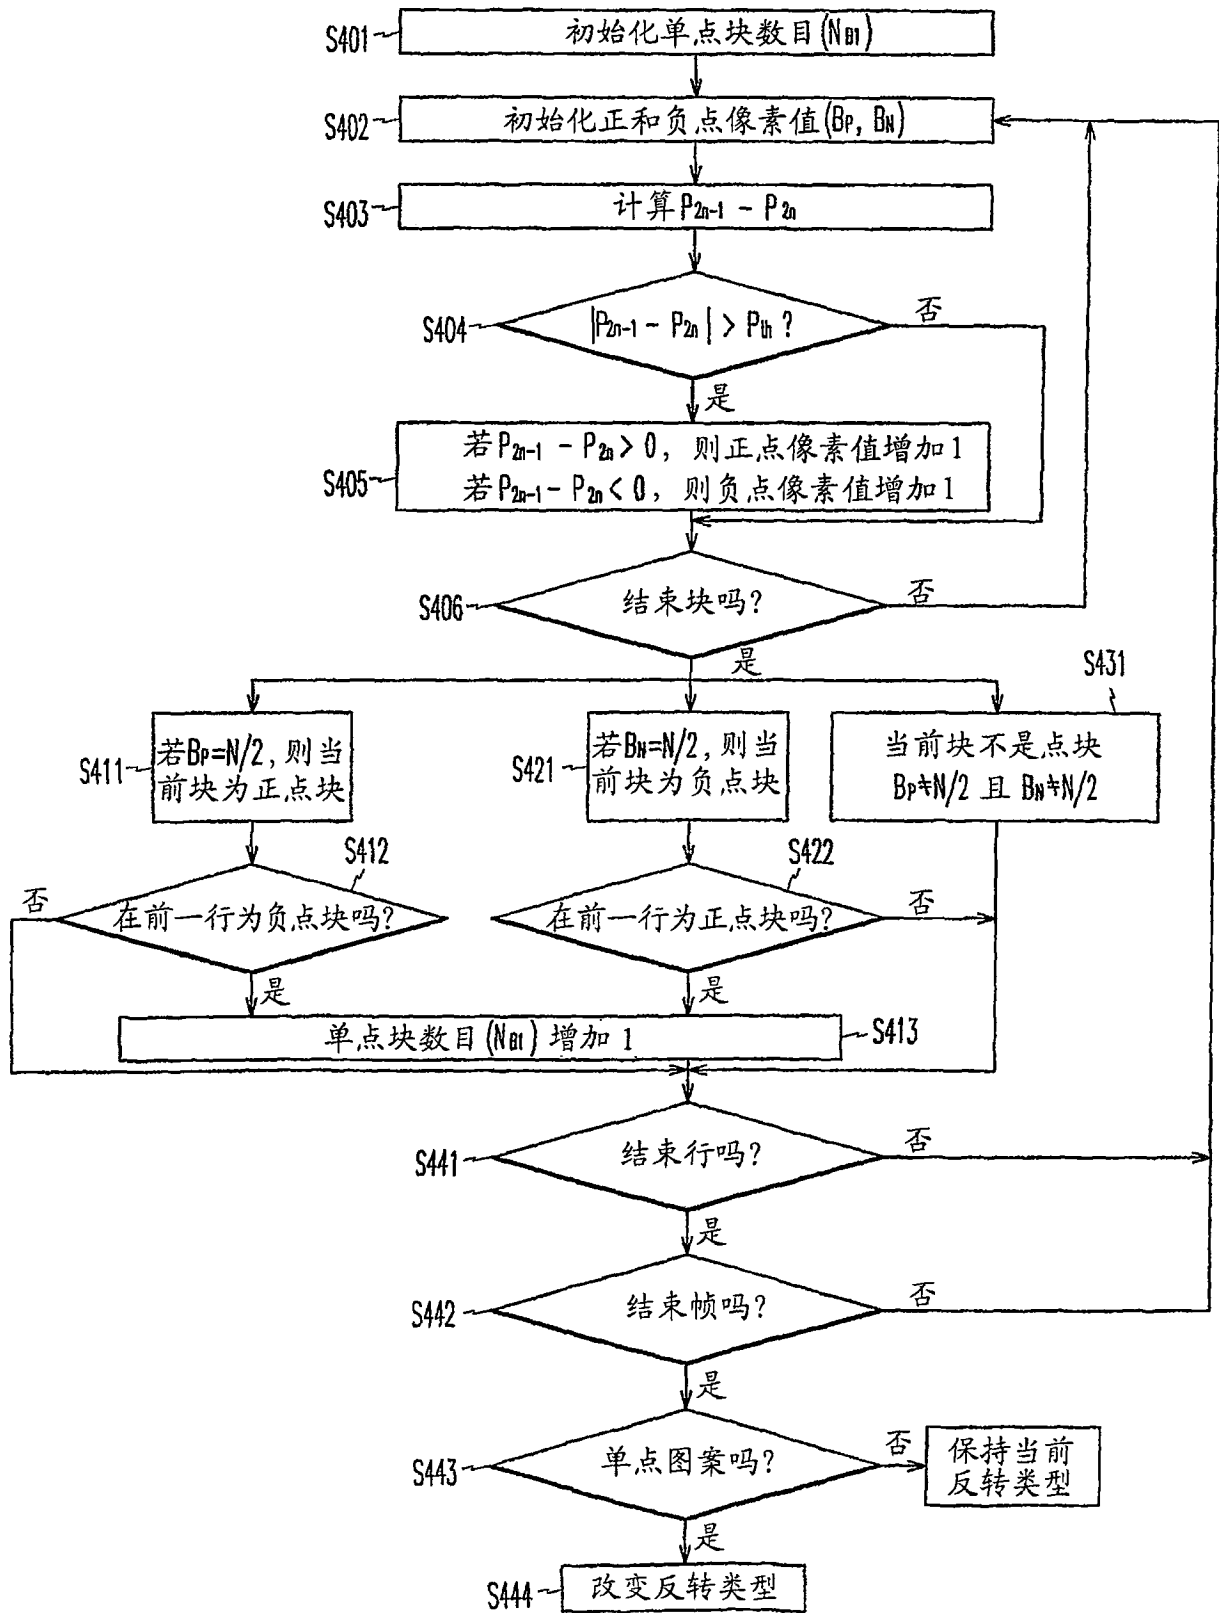 S401
初始化单点块数目(NB1)
S402
初始化正和负点像素值(BP, BN)
S403
计算P2n-1 - P2n
S404
|P2n-1 - P2n| > Pth ?
否
是
S405
若P2n-1 - P2n > 0, 则正点像素值增加1
若P2n-1 - P2n < 0, 则负点像素值增加1
S406
结束块吗?
否
是
S411
若BP=N/2, 则当
前块为正点块
S421
若BN=N/2, 则当
前块为负点块
S431
当前块不是点块
BP≠N/2 且 BN≠N/2
S412
否
在前一行为负点块吗?
是
S422
在前一行为正点块吗?
否
是
单点块数目(NB1)增加1
S413
S441
结束行吗?
否
是
S442
结束帧吗?
否
是
S443
单点图案吗?
否
保持当前
反转类型
是
S444
改变反转类型